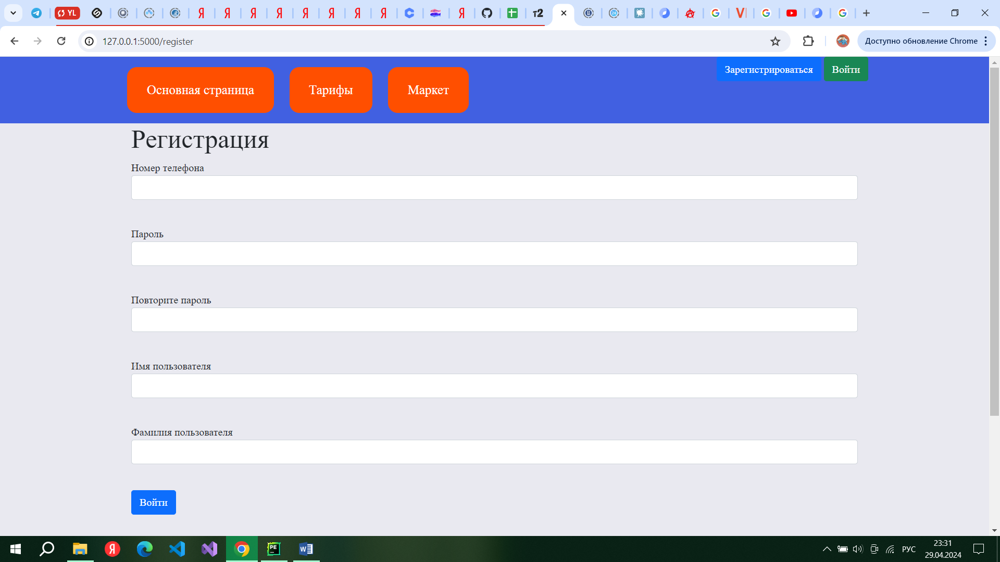 YL
T2
127.0.0.1:5000/register
Доступно обновление Chrome
Основная страница
Тарифы
Маркет
Зарегистрироваться
Войти
Регистрация
Номер телефона
Пароль
Повторите пароль
Имя пользователя
Фамилия пользователя
Войти
РУС
23:31
29.04.2024